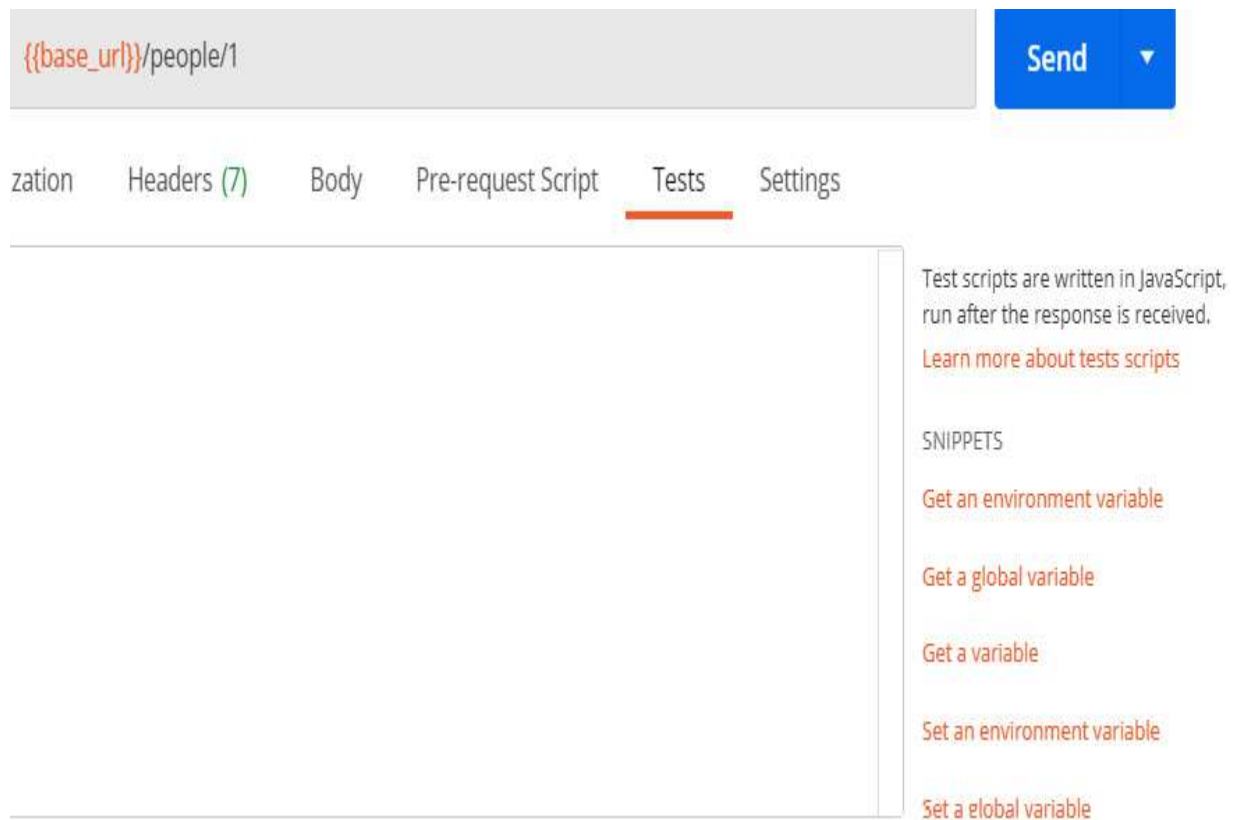 {{base_url}}/people/1
Send
zation Headers (7) Body Pre-request Script Tests Settings
Test scripts are written in JavaScript,
run after the response is received.
Learn more about tests scripts
SNIPPETS
Get an environment variable
Get a global variable
Get a variable
Set an environment variable
Set a global variable